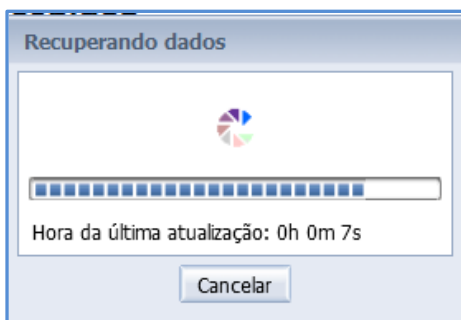 Recuperando dados
Hora da última atualização: 0h 0m 7s
Cancelar